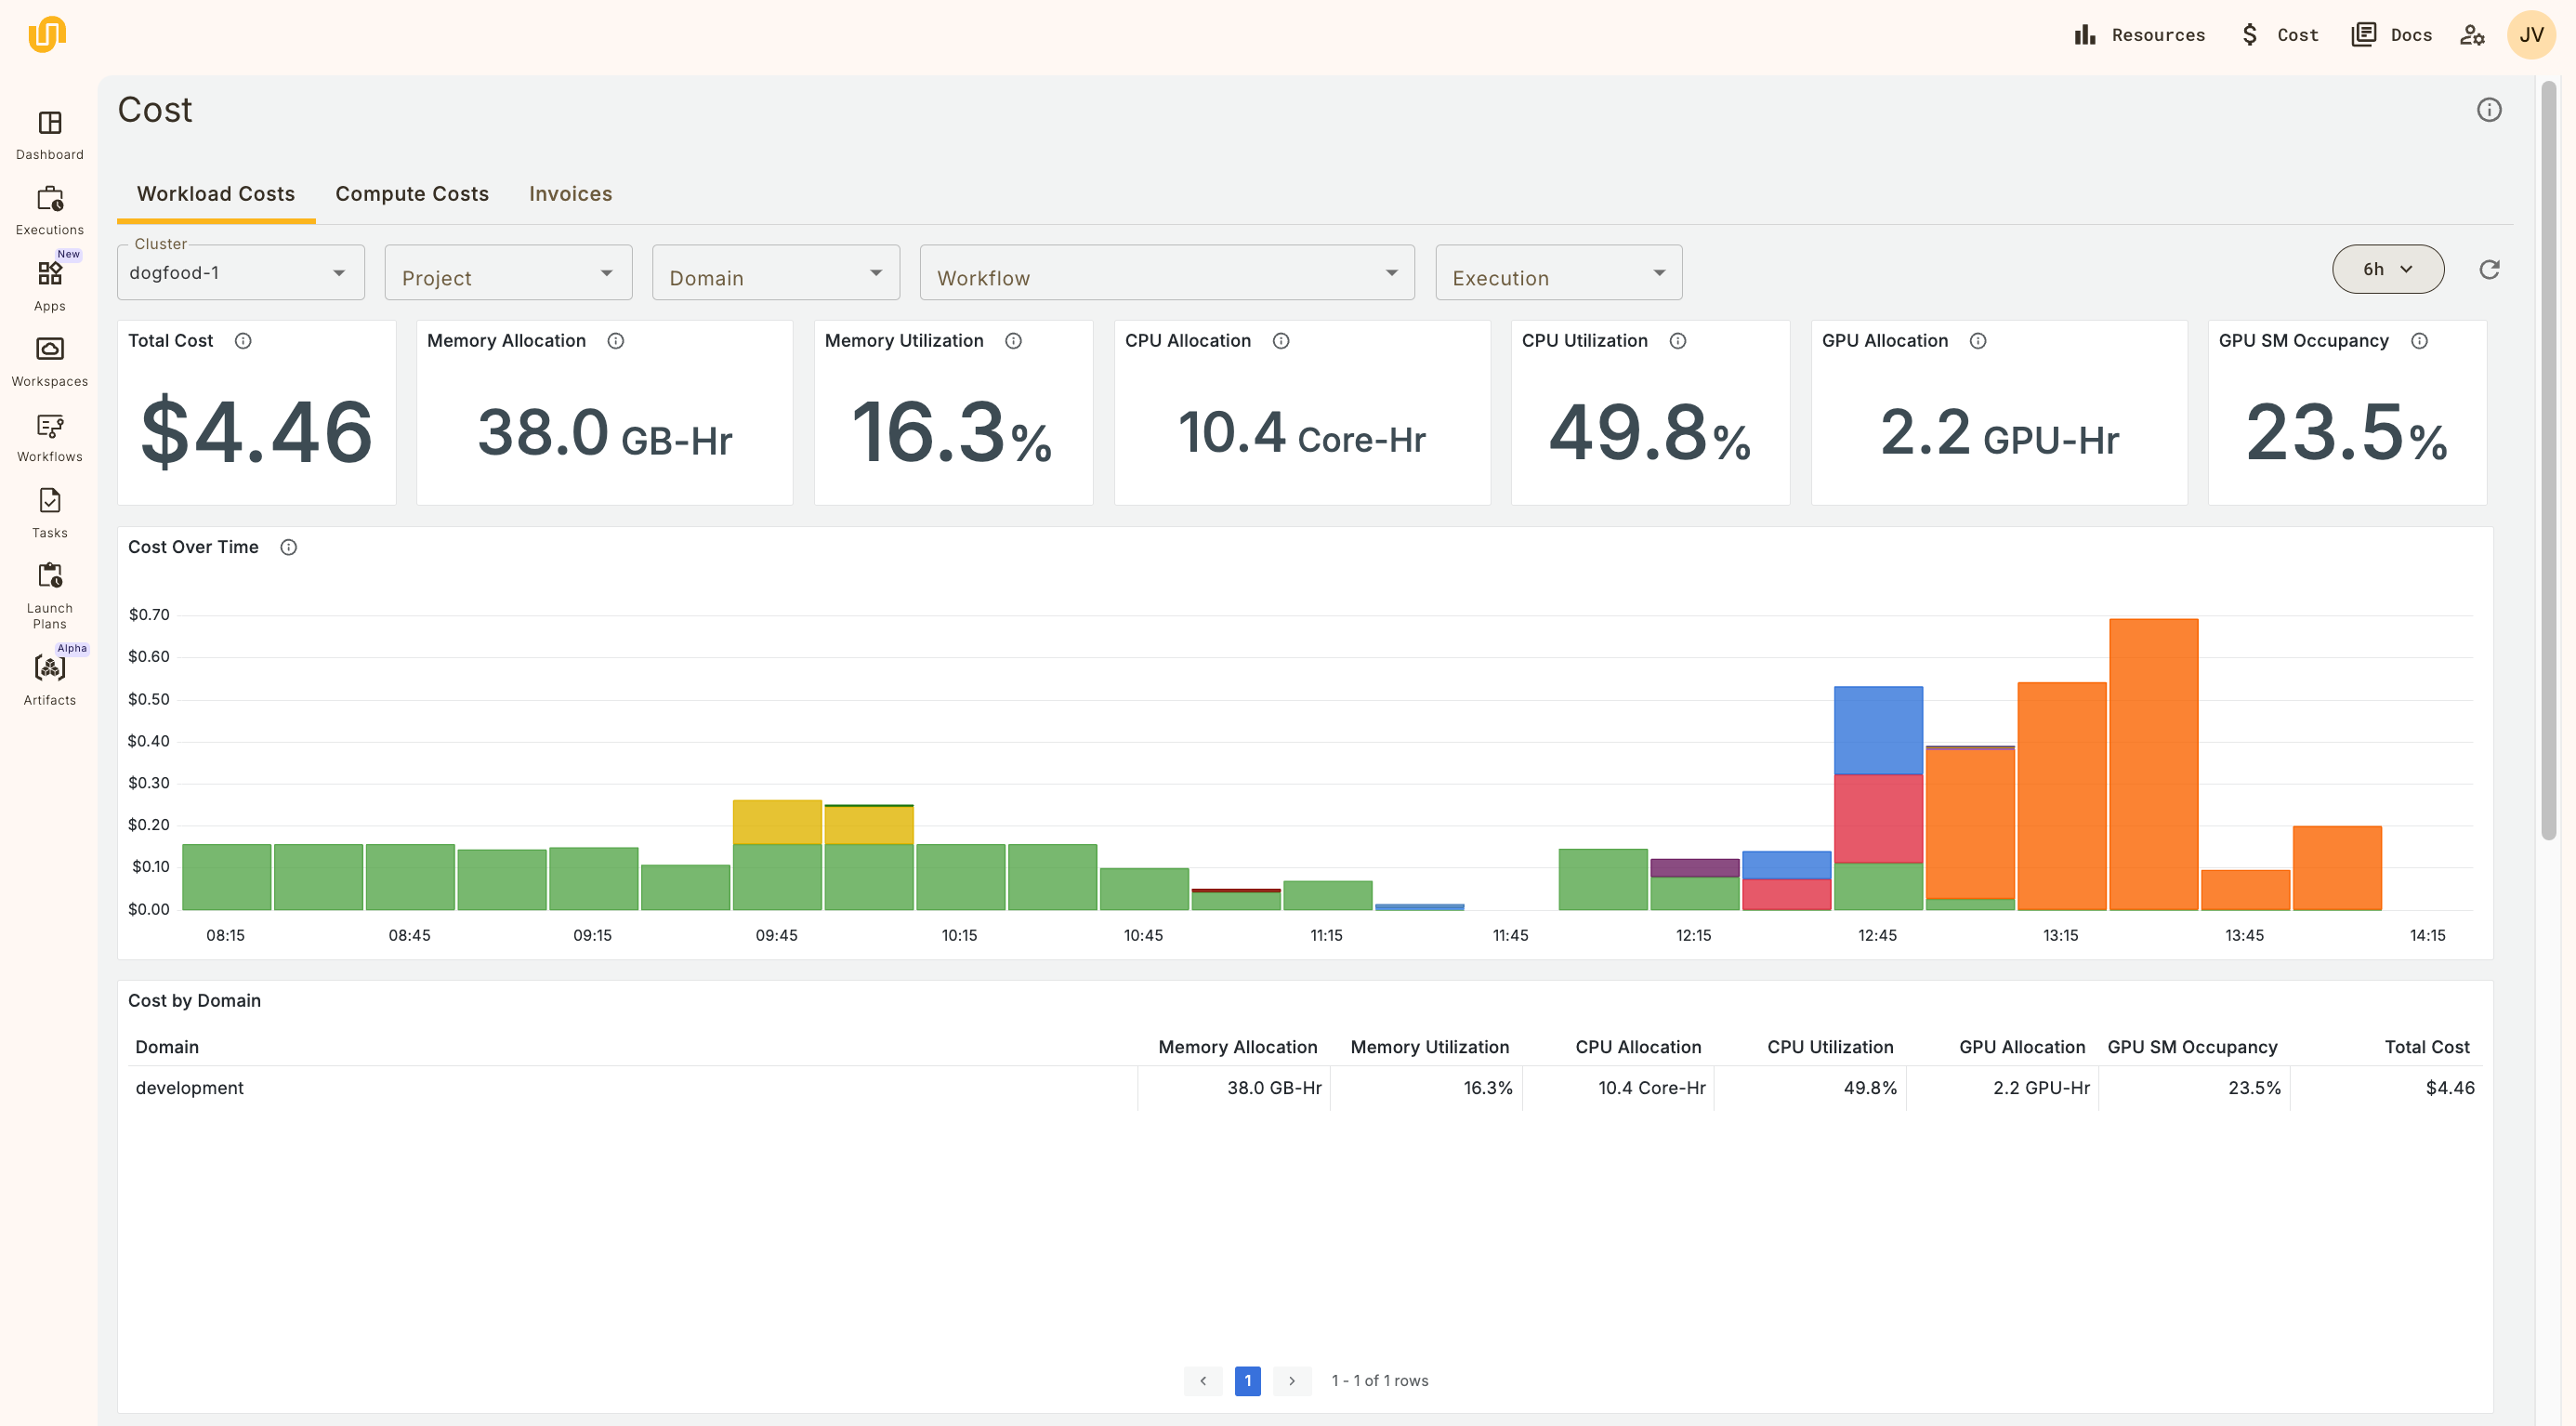 Resources
Cost
Docs
JV
Dashboard
Executions
New
Apps
Workspaces
Workflows
Tasks
Launch
Plans
Alpha
Artifacts
Cost
Workload Costs
Compute Costs
Invoices
Cluster
dogfood-1
Project
Domain
Workflow
Execution
6h
Total Cost
$4.46
Memory Allocation
38.0 GB-Hr
Memory Utilization
16.3%
CPU Allocation
10.4 Core-Hr
CPU Utilization
49.8%
GPU Allocation
2.2 GPU-Hr
GPU SM Occupancy
23.5%
Cost Over Time
$0.70
$0.60
$0.50
$0.40
$0.30
$0.20
$0.10
$0.00
08:15 08:45 09:15 09:45 10:15 10:45 11:15 11:45 12:15 12:45 13:15 13:45 14:15
Cost by Domain
Domain Memory Allocation Memory Utilization CPU Allocation CPU Utilization GPU Allocation GPU SM Occupancy Total Cost
development 38.0 GB-Hr 16.3% 10.4 Core-Hr 49.8% 2.2 GPU-Hr 23.5% $4.46
1
1 - 1 of 1 rows